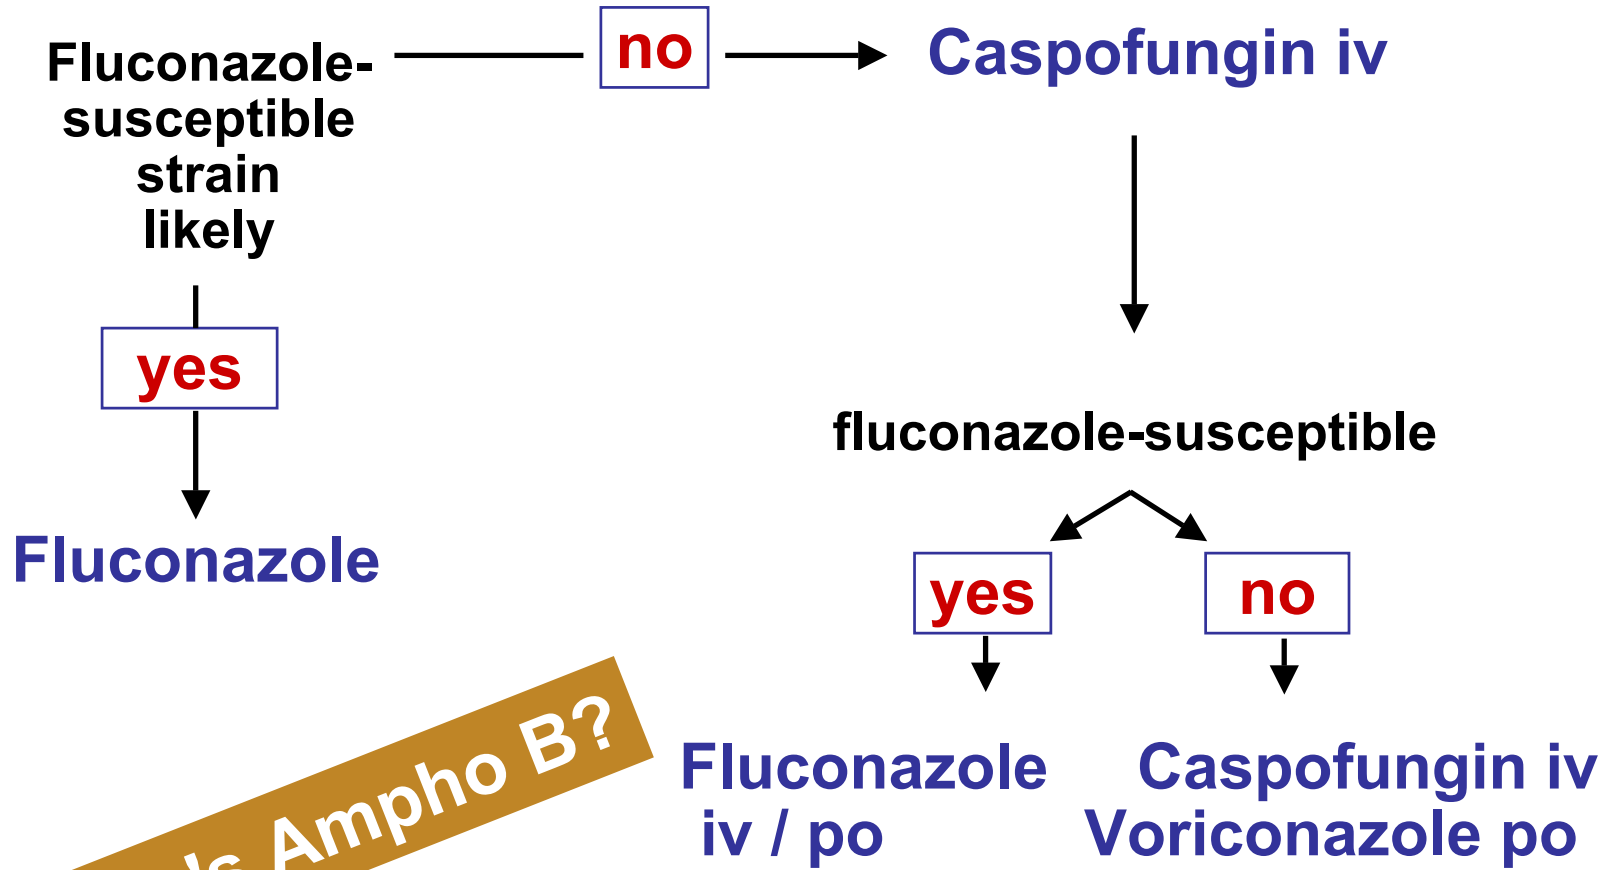 Fluconazole-
susceptible
strain
likely
no
Caspofungin iv
yes
Fluconazole
fluconazole-susceptible
yes
no
Fluconazole
iv / po
Caspofungin iv
Voriconazole po
's Ampho B?